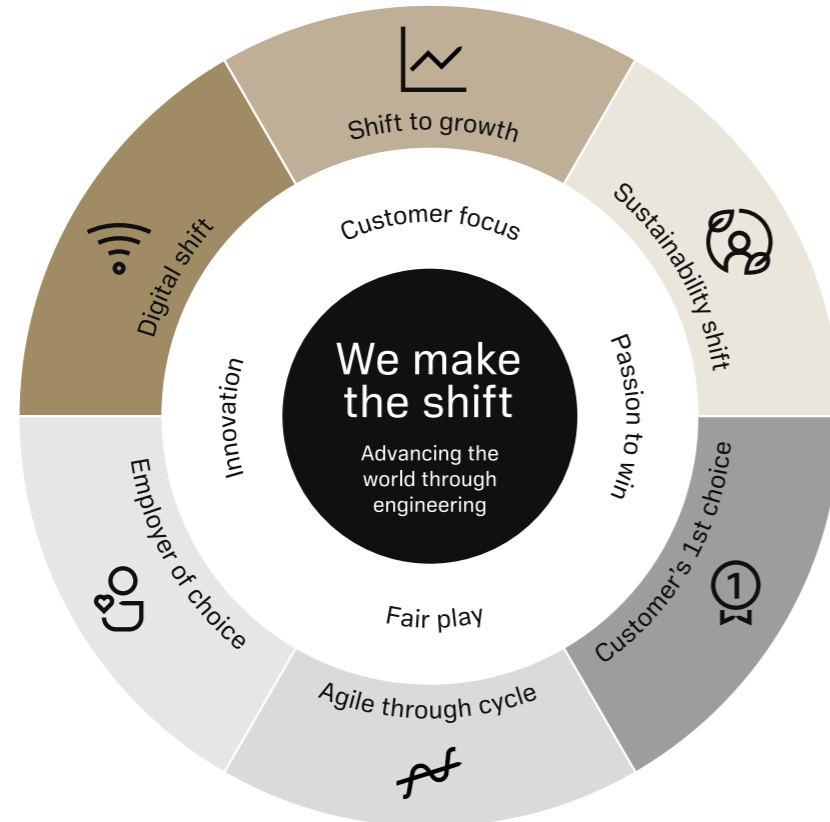 Shift to growth
Sustainability shift
Customer's 1st choice
Agile through cycle
Employer of choice
Digital shift
Customer focus
Passion to win
Fair play
Innovation
We make
the shift
Advancing the
world through
engineering
1